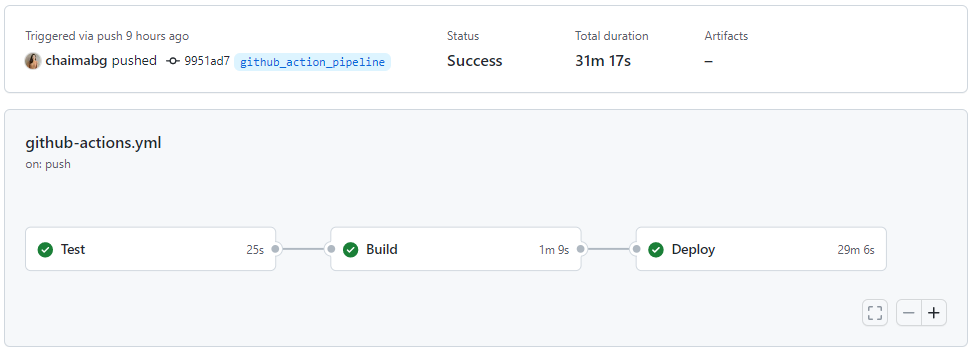 Triggered via push 9 hours ago
chaimabg pushed 9951ad7 github_action_pipeline
Status
Success
Total duration
31m 17s
Artifacts
–
github-actions.yml
on: push
Test 25s
Build 1m 9s
Deploy 29m 6s